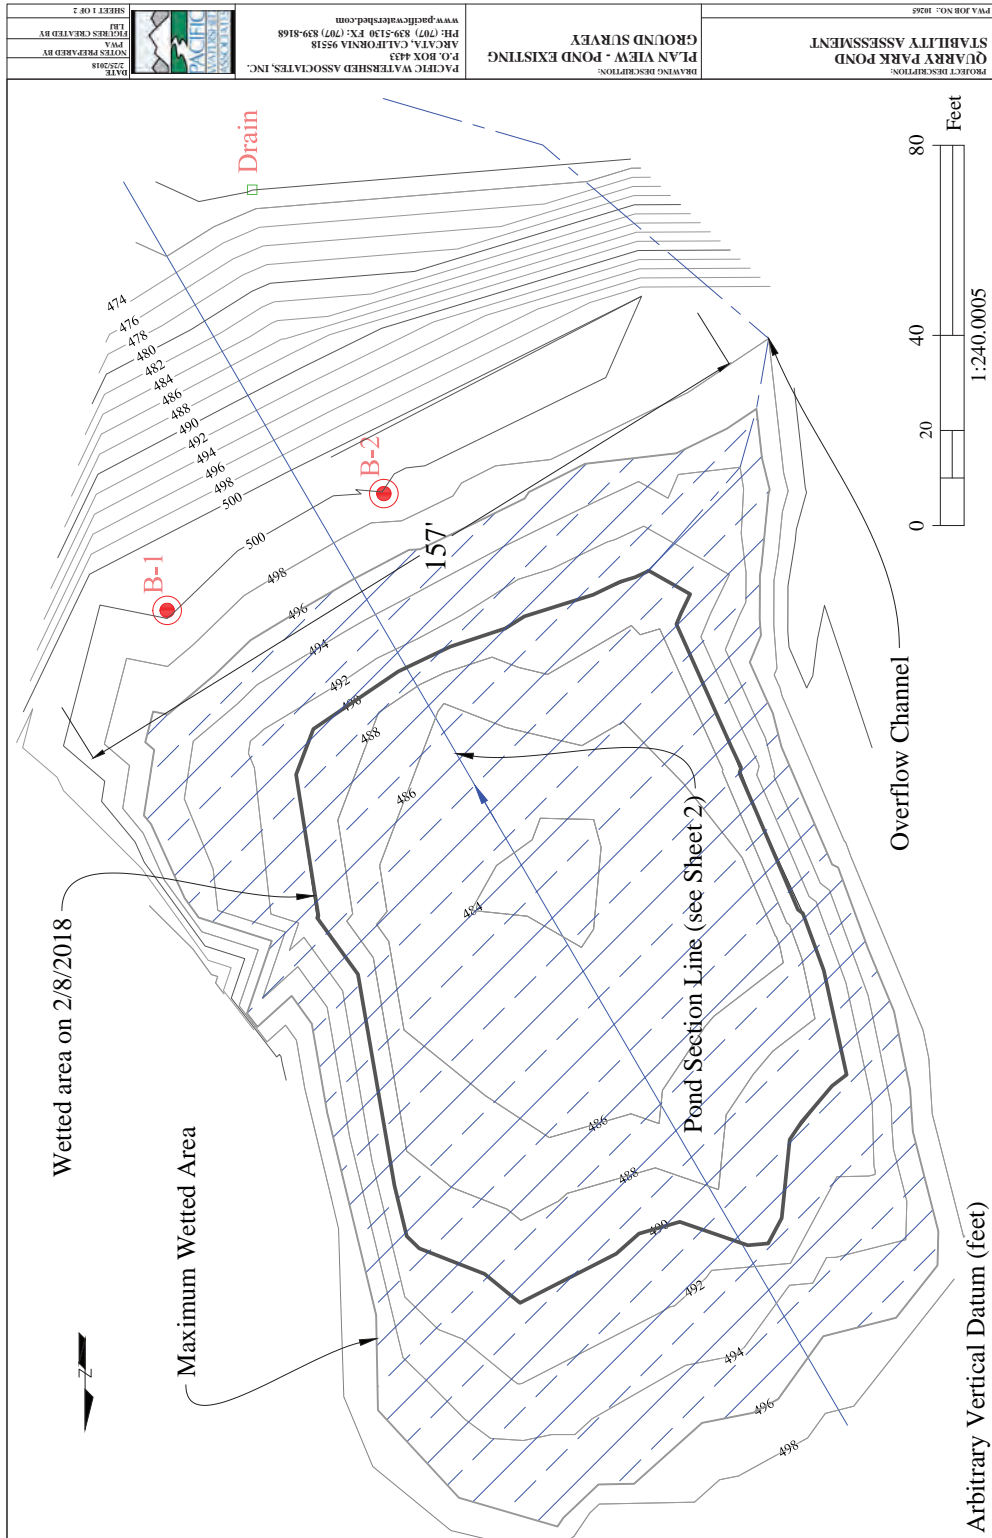 PROJECT DESCRIPTION:
QUARRY PARK POND
STABILITY ASSESSMENT
PWA JOB NO.: 10265
DRAWING DESCRIPTION:
PLAN VIEW - POND EXISTING
GROUND SURVEY
PACIFIC WATERSHED ASSOCIATES, INC.
P.O. BOX 4433
ARCATA, CALIFORNIA 95518
PH: (707) 839-5130 FX: (707) 839-8168
www.pacificwatershed.com
PACIFIC
WATERSHED
ASSOCIATES
DATE
2/25/2018
NOTES PREPARED BY
PWA
FIGURES CREATED BY
LBJ
SHEET 1 OF 2
Wetted area on 2/8/2018
Maximum Wetted Area
N
B-1
B-2
Drain
157'
Pond Section Line (see Sheet 2)
Overflow Channel
474
476
478
480
482
484
486
488
490
492
494
496
498
500
500
498
496
494
492
490
488
486
484
486
488
490
492
494
496
498
0
20
40
80
Feet
1:240.0005
Arbitrary Vertical Datum (feet)